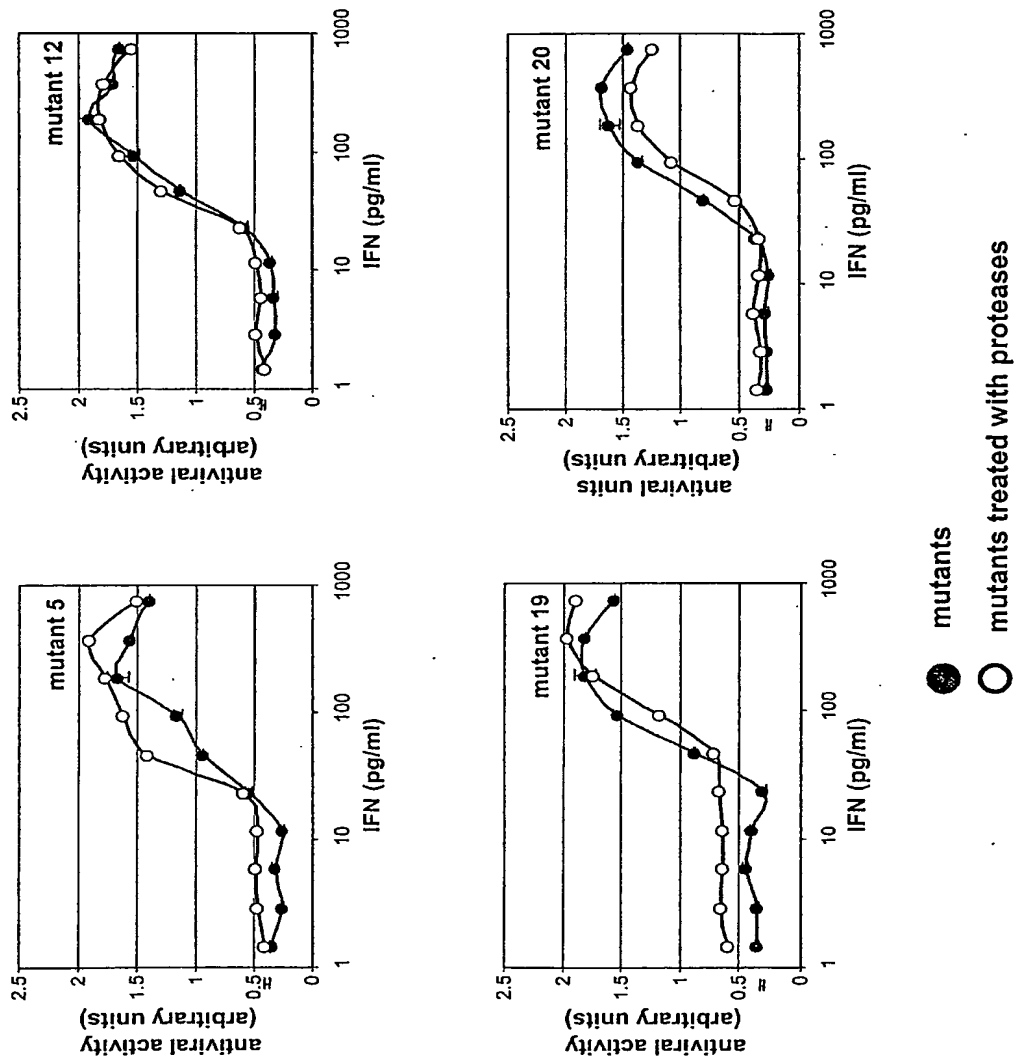 antiviral activity
(arbitrary units)
2.5
2
1.5
1
0.5
0
mutant 5
1
10
100
1000
IFN (pg/ml)
antiviral activity
(arbitrary units)
2.5
2
1.5
1
0.5
0
mutant 12
1
10
100
1000
IFN (pg/ml)
antiviral activity
(arbitrary units)
2.5
2
1.5
1
0.5
0
mutant 19
1
10
100
1000
IFN (pg/ml)
antiviral units
(arbitrary units)
2.5
2
1.5
1
0.5
0
mutant 20
1
10
100
1000
IFN (pg/ml)
mutants
mutants treated with proteases